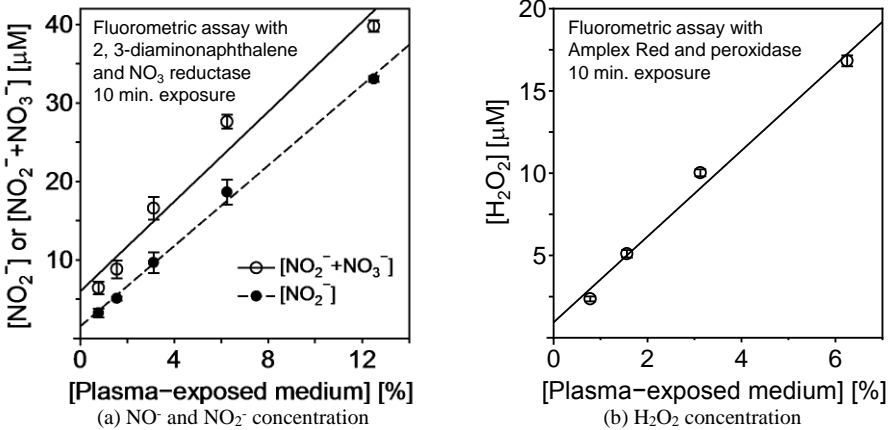 Fluorometric assay with
2, 3-diaminonaphthalene
and NO₃ reductase
10 min. exposure
[NO₂⁻] or [NO₂⁻+NO₃⁻] [μM]
40
30
20
10
[NO₂⁻+NO₃⁻]
[NO₂⁻]
0 4 8 12
[Plasma−exposed medium] [%]
(a) NO⁻ and NO₂⁻ concentration
Fluorometric assay with
Amplex Red and peroxidase
10 min. exposure
[H₂O₂] [μM]
20
15
10
5
0 2 4 6
[Plasma−exposed medium] [%]
(b) H₂O₂ concentration